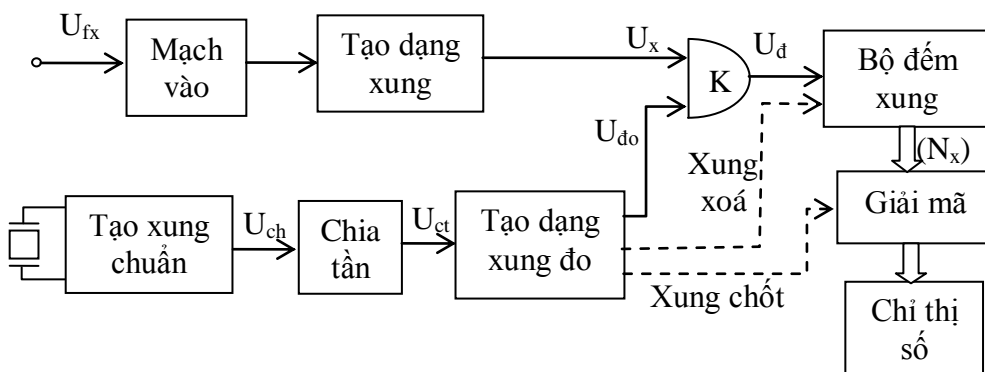 U_fx
Mạch
vào
Tạo dạng
xung
U_x
K
U_đ
Bộ đếm
xung
U_đo
Xung
xoá
(N_x)
Giải mã
Tạo xung
chuẩn
U_ch
Chia
tần
U_ct
Tạo dạng
xung đo
Xung chốt
Chỉ thị
số